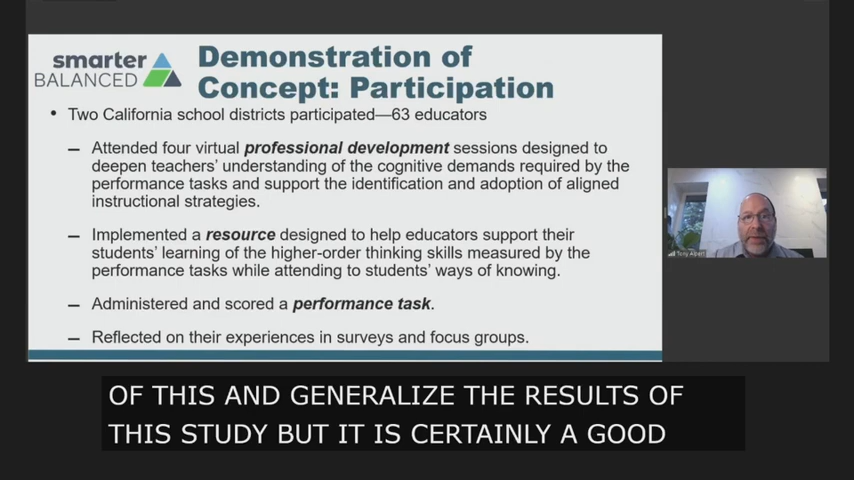 smarter
BALANCED
Demonstration of
Concept: Participation
• Two California school districts participated—63 educators
– Attended four virtual professional development sessions designed to
deepen teachers' understanding of the cognitive demands required by the
performance tasks and support the identification and adoption of aligned
instructional strategies.
– Implemented a resource designed to help educators support their
students' learning of the higher-order thinking skills measured by the
performance tasks while attending to students' ways of knowing.
– Administered and scored a performance task.
– Reflected on their experiences in surveys and focus groups.
Tony Alpert
OF THIS AND GENERALIZE THE RESULTS OF
THIS STUDY BUT IT IS CERTAINLY A GOOD